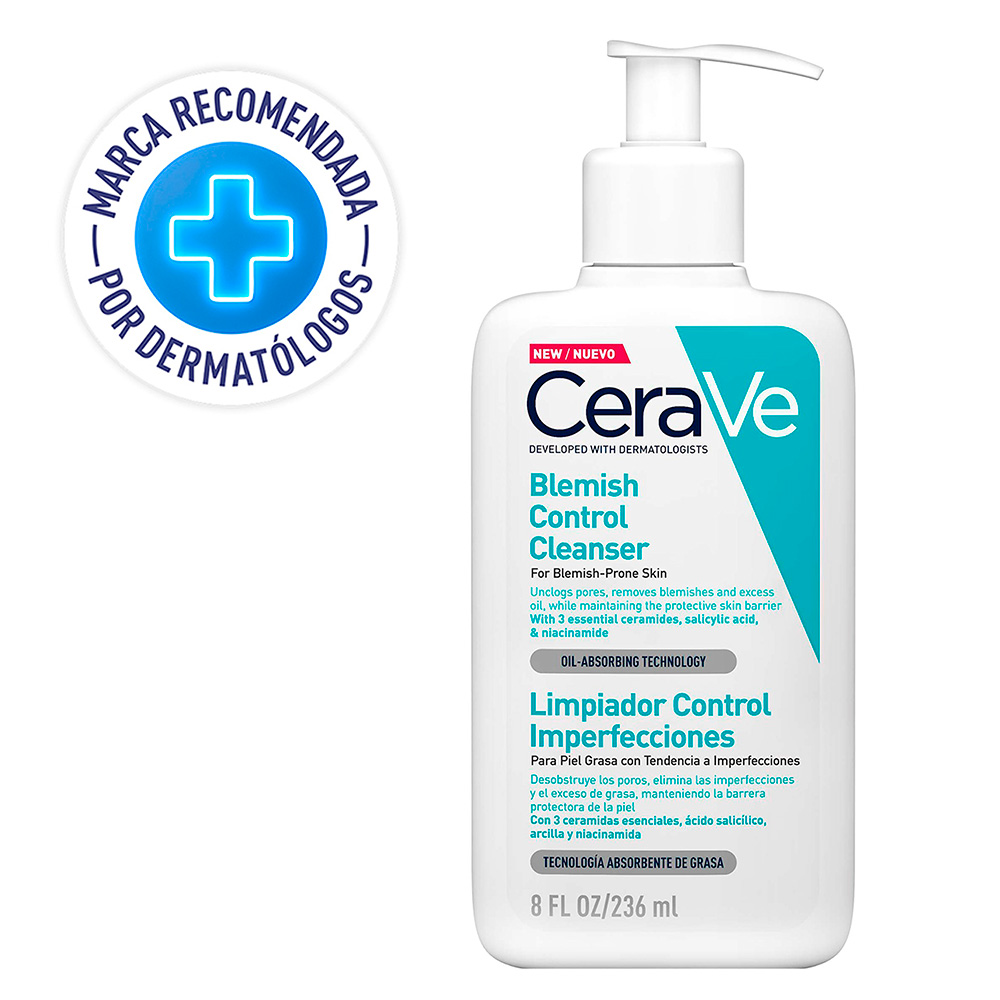 MARCA RECOMENDADA
POR DERMATÓLOGOS
NEW / NUEVO
CeraVe
DEVELOPED WITH DERMATOLOGISTS
Blemish
Control
Cleanser
For Blemish-Prone Skin
Unclogs pores, removes blemishes and excess
oil, while maintaining the protective skin barrier
With 3 essential ceramides, salicylic acid,
& niacinamide
OIL-ABSORBING TECHNOLOGY
Limpiador Control
Imperfecciones
Para Piel Grasa con Tendencia a Imperfecciones
Desobstruye los poros, elimina las imperfecciones
y el exceso de grasa, manteniendo la barrera
protectora de la piel
Con 3 ceramidas esenciales, ácido salicílico,
arcilla y niacinamida
TECNOLOGÍA ABSORBENTE DE GRASA
8 FL OZ/236 ml